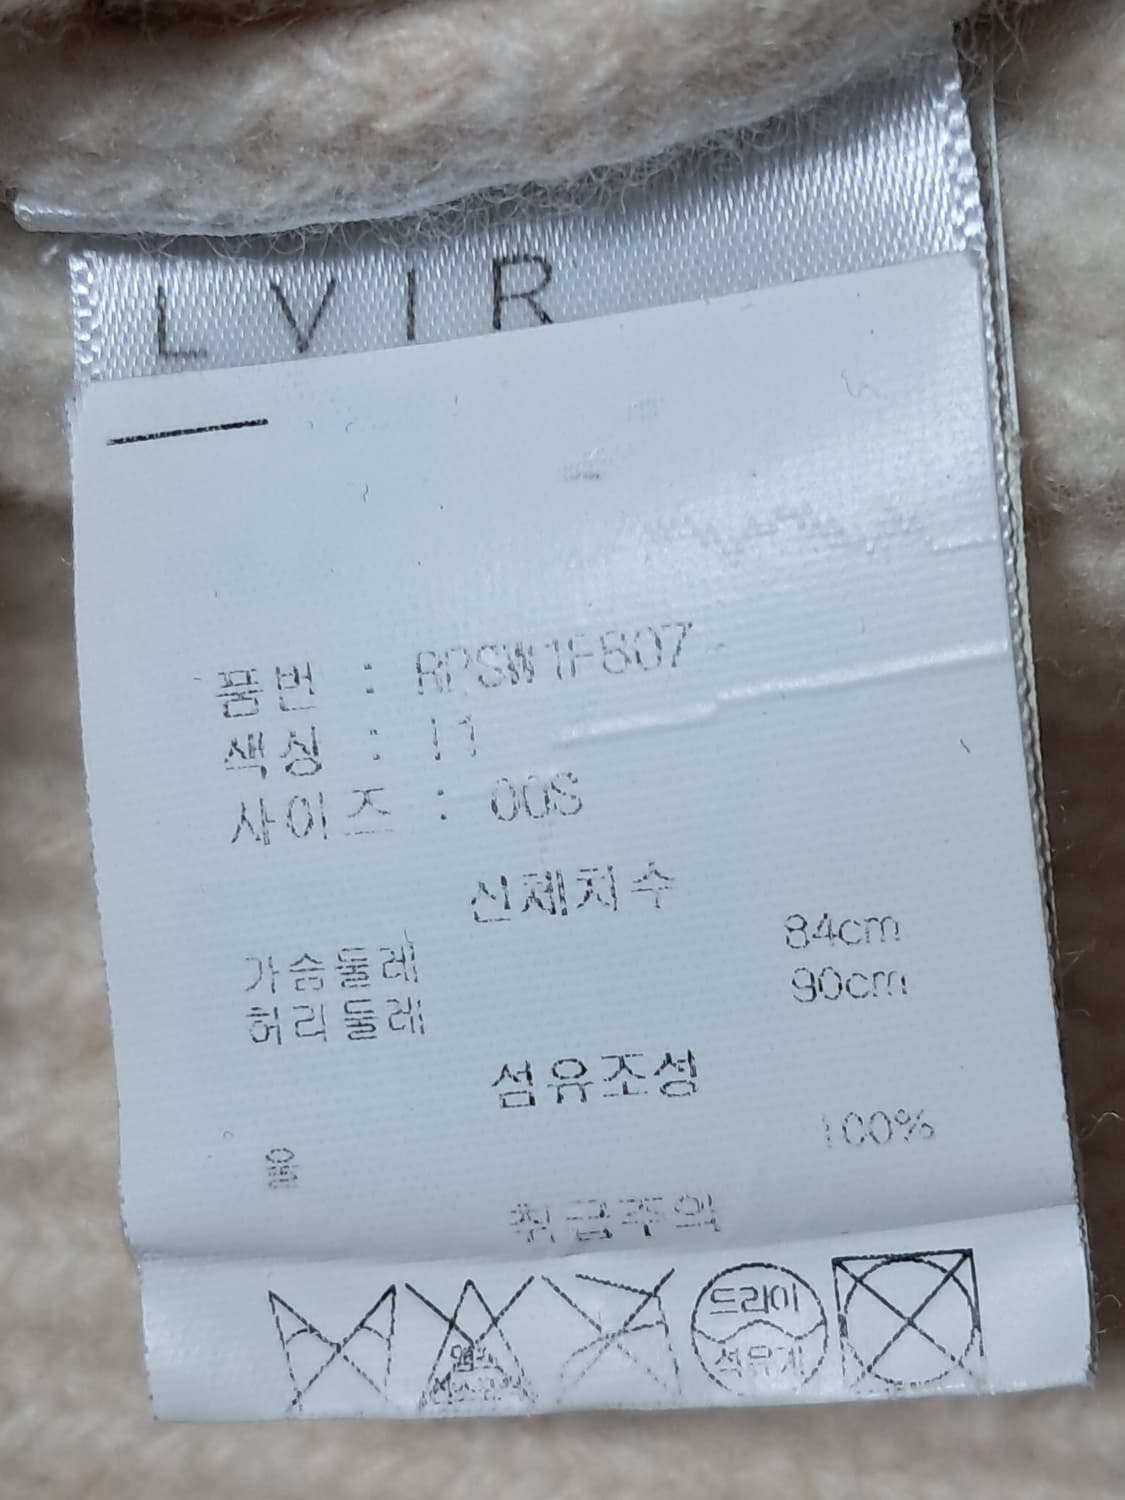 LVIR
품번 : RPSW1F607
색상 : 11
사이즈 : 00S
신체치수
가슴둘레 84cm
허리둘레 90cm
섬유조성
울 100%
취급주의
드라이
석유계